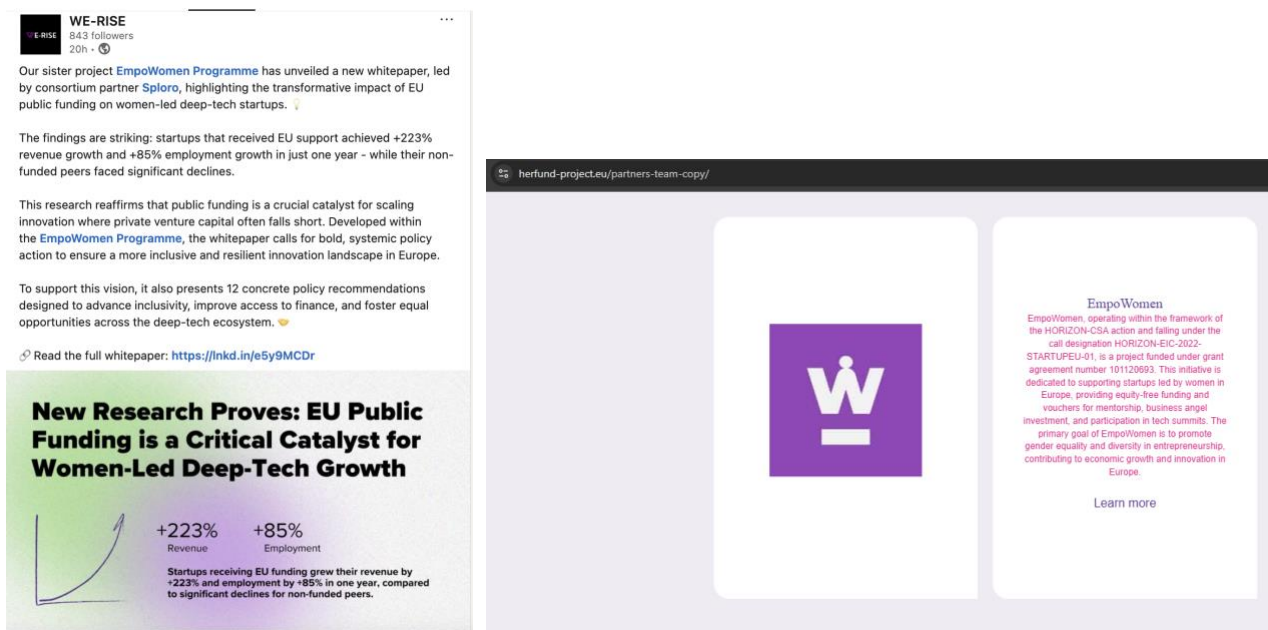 WE-RISE
WE-RISE
843 followers
20h •
Our sister project EmpoWomen Programme has unveiled a new whitepaper, led
by consortium partner Sploro, highlighting the transformative impact of EU
public funding on women-led deep-tech startups.
The findings are striking: startups that received EU support achieved +223%
revenue growth and +85% employment growth in just one year - while their non-
funded peers faced significant declines.
This research reaffirms that public funding is a crucial catalyst for scaling
innovation where private venture capital often falls short. Developed within
the EmpoWomen Programme, the whitepaper calls for bold, systemic policy
action to ensure a more inclusive and resilient innovation landscape in Europe.
To support this vision, it also presents 12 concrete policy recommendations
designed to advance inclusivity, improve access to finance, and foster equal
opportunities across the deep-tech ecosystem.
Read the full whitepaper: https://lnkd.in/e5y9MCDr
New Research Proves: EU Public
Funding is a Critical Catalyst for
Women-Led Deep-Tech Growth
+223%
Revenue
+85%
Employment
Startups receiving EU funding grew their revenue by
+223% and employment by +85% in one year, compared
to significant declines for non-funded peers.
herfund-project.eu/partners-team-copy/
W
EmpoWomen
EmpoWomen, operating within the framework of
the HORIZON-CSA action and falling under the
call designation HORIZON-EIC-2022-
STARTUPEU-01, is a project funded under grant
agreement number 101120693. This initiative is
dedicated to supporting startups led by women in
Europe, providing equity-free funding and
vouchers for mentorship, business angel
investment, and participation in tech summits. The
primary goal of EmpoWomen is to promote
gender equality and diversity in entrepreneurship,
contributing to economic growth and innovation in
Europe.
Learn more